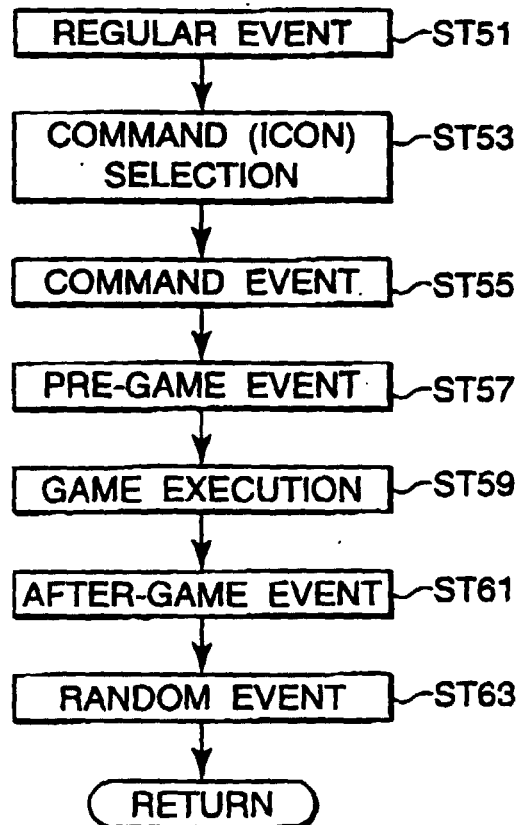 REGULAR EVENT ST51
COMMAND (ICON) ST53
SELECTION
COMMAND EVENT ST55
PRE-GAME EVENT ST57
GAME EXECUTION ST59
AFTER-GAME EVENT ST61
RANDOM EVENT ST63
RETURN